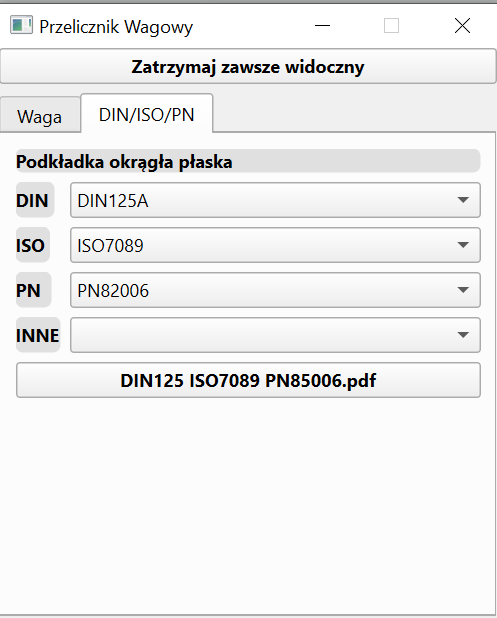 Przelicznik Wagowy
Zatrzymaj zawsze widoczny
Waga DIN/ISO/PN
Podkładka okrągła płaska
DIN DIN125A
ISO ISO7089
PN PN82006
INNE
DIN125 ISO7089 PN85006.pdf